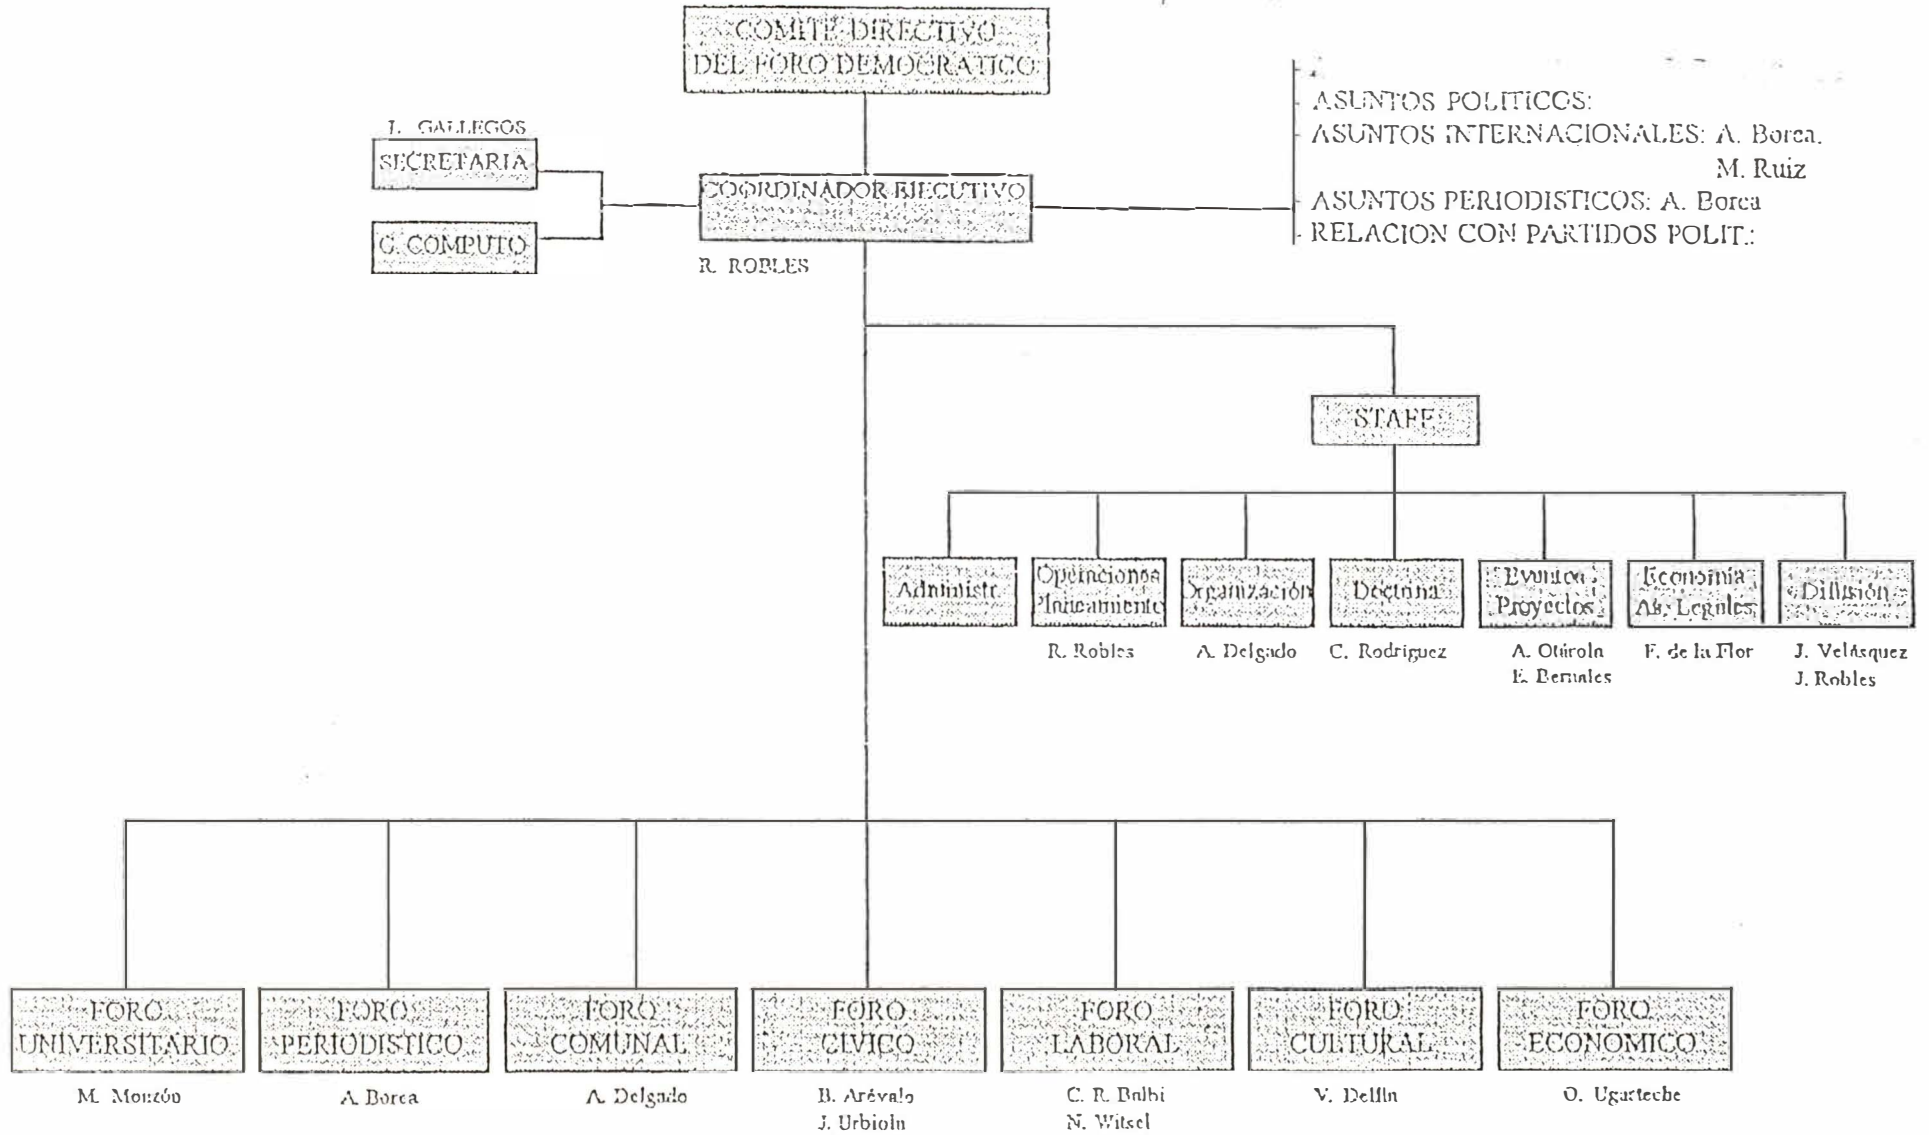 COMITE DIRECTIVO
DEL FORO DEMOCRATICO
ASUNTOS POLITICOS:
ASUNTOS INTERNACIONALES: A. Borea.
M. Ruiz
ASUNTOS PERIODISTICOS: A. Borea
RELACION CON PARTIDOS POLIT.:
L. GALLEGOS
SECRETARIA
C. COMPUTO
COORDINADOR EJECUTIVO
R. ROBLES
STAFF
Administr.
Operaciones
Planeamiento
R. Robles
Organización
A. Delgado
Doctrina
C. Rodriguez
Eventos
Proyectos
A. Otárola
E. Bernales
Economía
As. Legales
F. de la Flor
Difusión
J. Velásquez
J. Robles
FORO
UNIVERSITARIO
M. Monzón
FORO
PERIODISTICO
A. Borea
FORO
COMUNAL
A. Delgado
FORO
CIVICO
B. Arévalo
J. Urbiola
FORO
LABORAL
C. R. Balbi
N. Witsel
FORO
CULTURAL
V. Delfín
FORO
ECONOMICO
O. Ugarteche